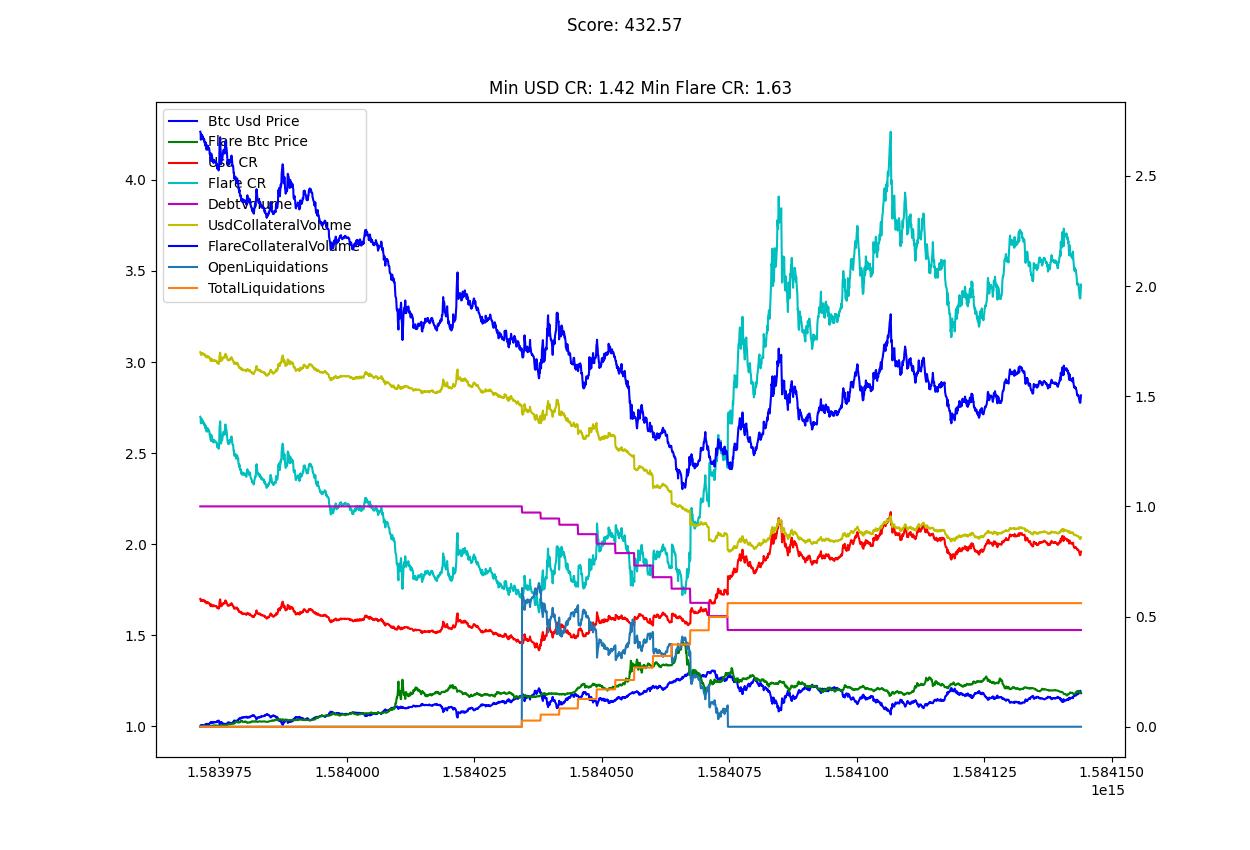 Score: 432.57
Min USD CR: 1.42 Min Flare CR: 1.63
Btc Usd Price
Flare Btc Price
Usd CR
Flare CR
DebtVolume
UsdCollateralVolume
FlareCollateralVolume
OpenLiquidations
TotalLiquidations
4.0
3.5
3.0
2.5
2.0
1.5
1.0
2.5
2.0
1.5
1.0
0.5
0.0
1.583975 1.584000 1.584025 1.584050 1.584075 1.584100 1.584125 1.584150
1e15